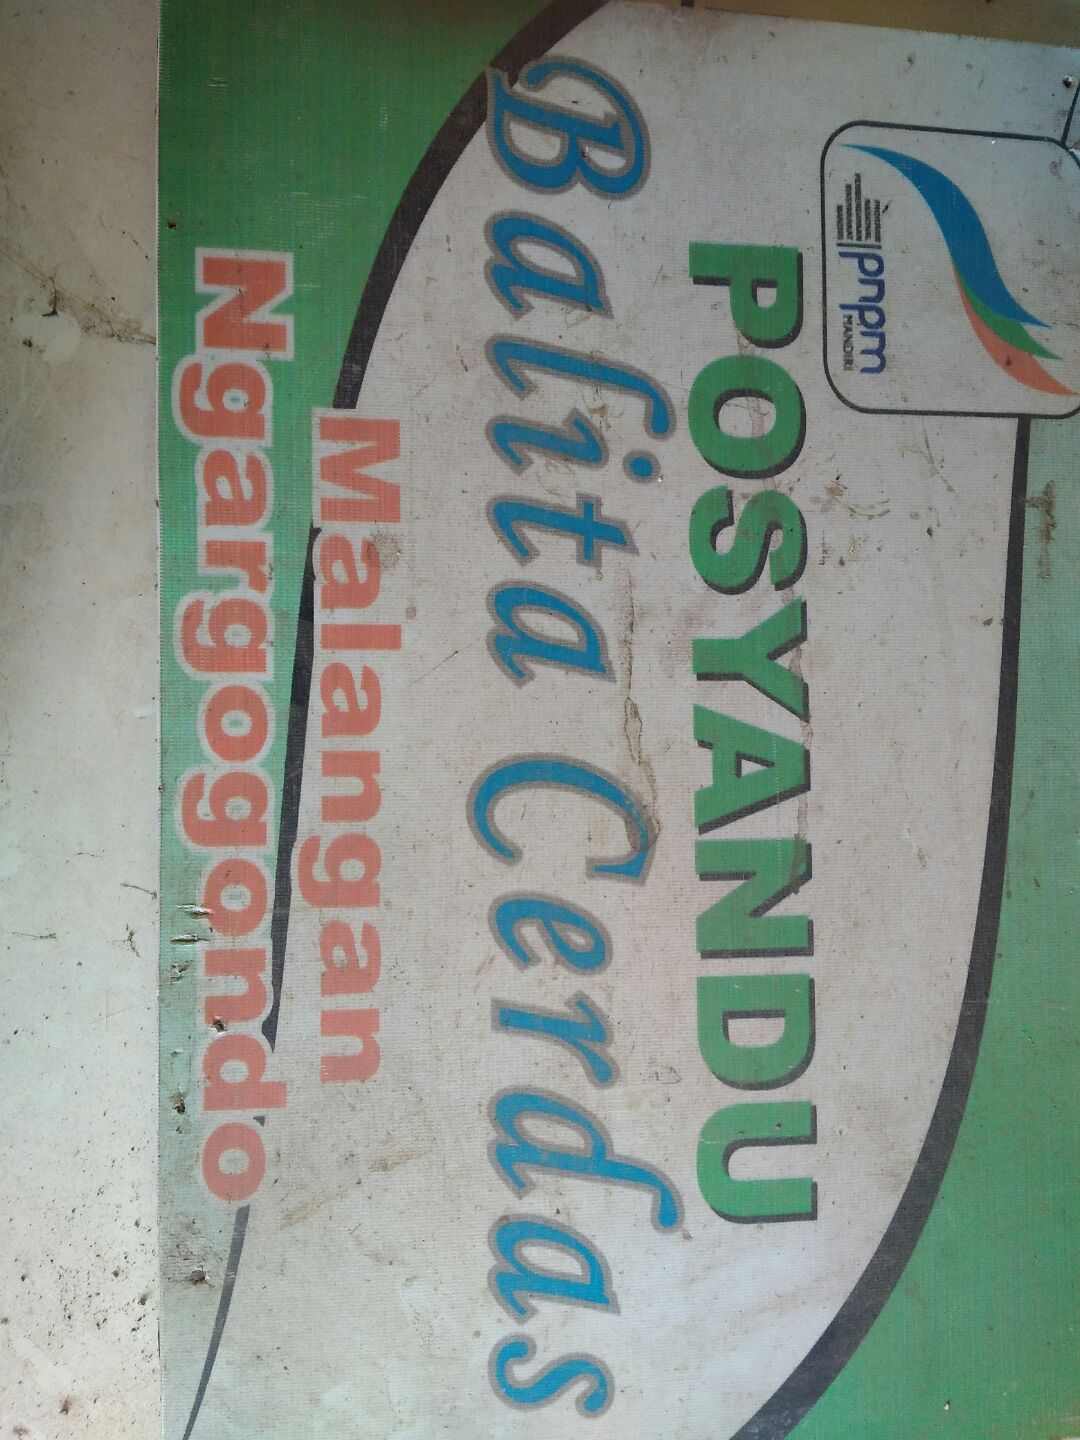 pnpm
MANDIRI
POSYANDU
Balita Cerdas
Malangan
Ngargogondo